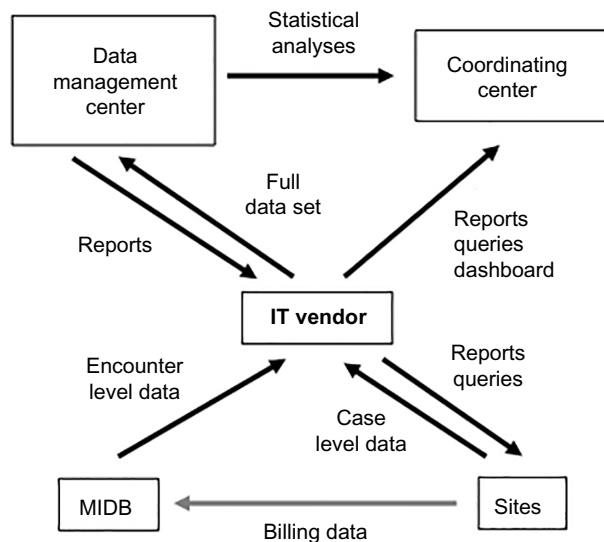 Statistical
analyses
Data
management
center
Coordinating
center
Full
data set
Reports
Reports
queries
dashboard
IT vendor
Encounter
level data
Reports
queries
Case
level data
MIDB
Sites
Billing data